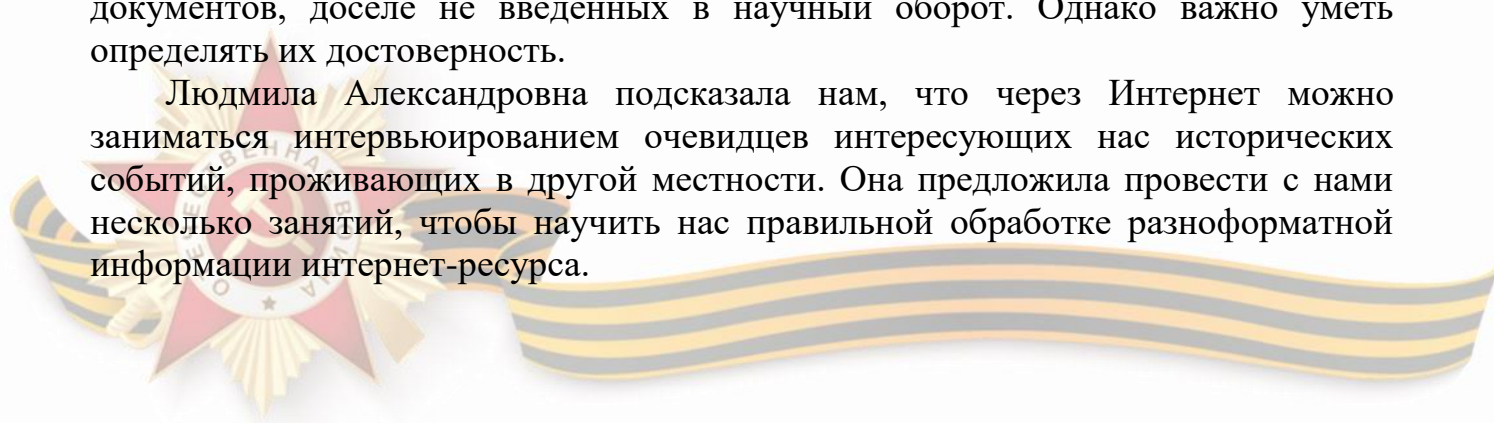 документов, доселе не введенных в научный оборот. Однако важно уметь
определять их достоверность.
Людмила Александровна подсказала нам, что через Интернет можно
заниматься интервьюированием очевидцев интересующих нас исторических
событий, проживающих в другой местности. Она предложила провести с нами
несколько занятий, чтобы научить нас правильной обработке разноформатной
информации интернет-ресурса.
ОТЕЧЕСТВЕННАЯ ВОЙНА